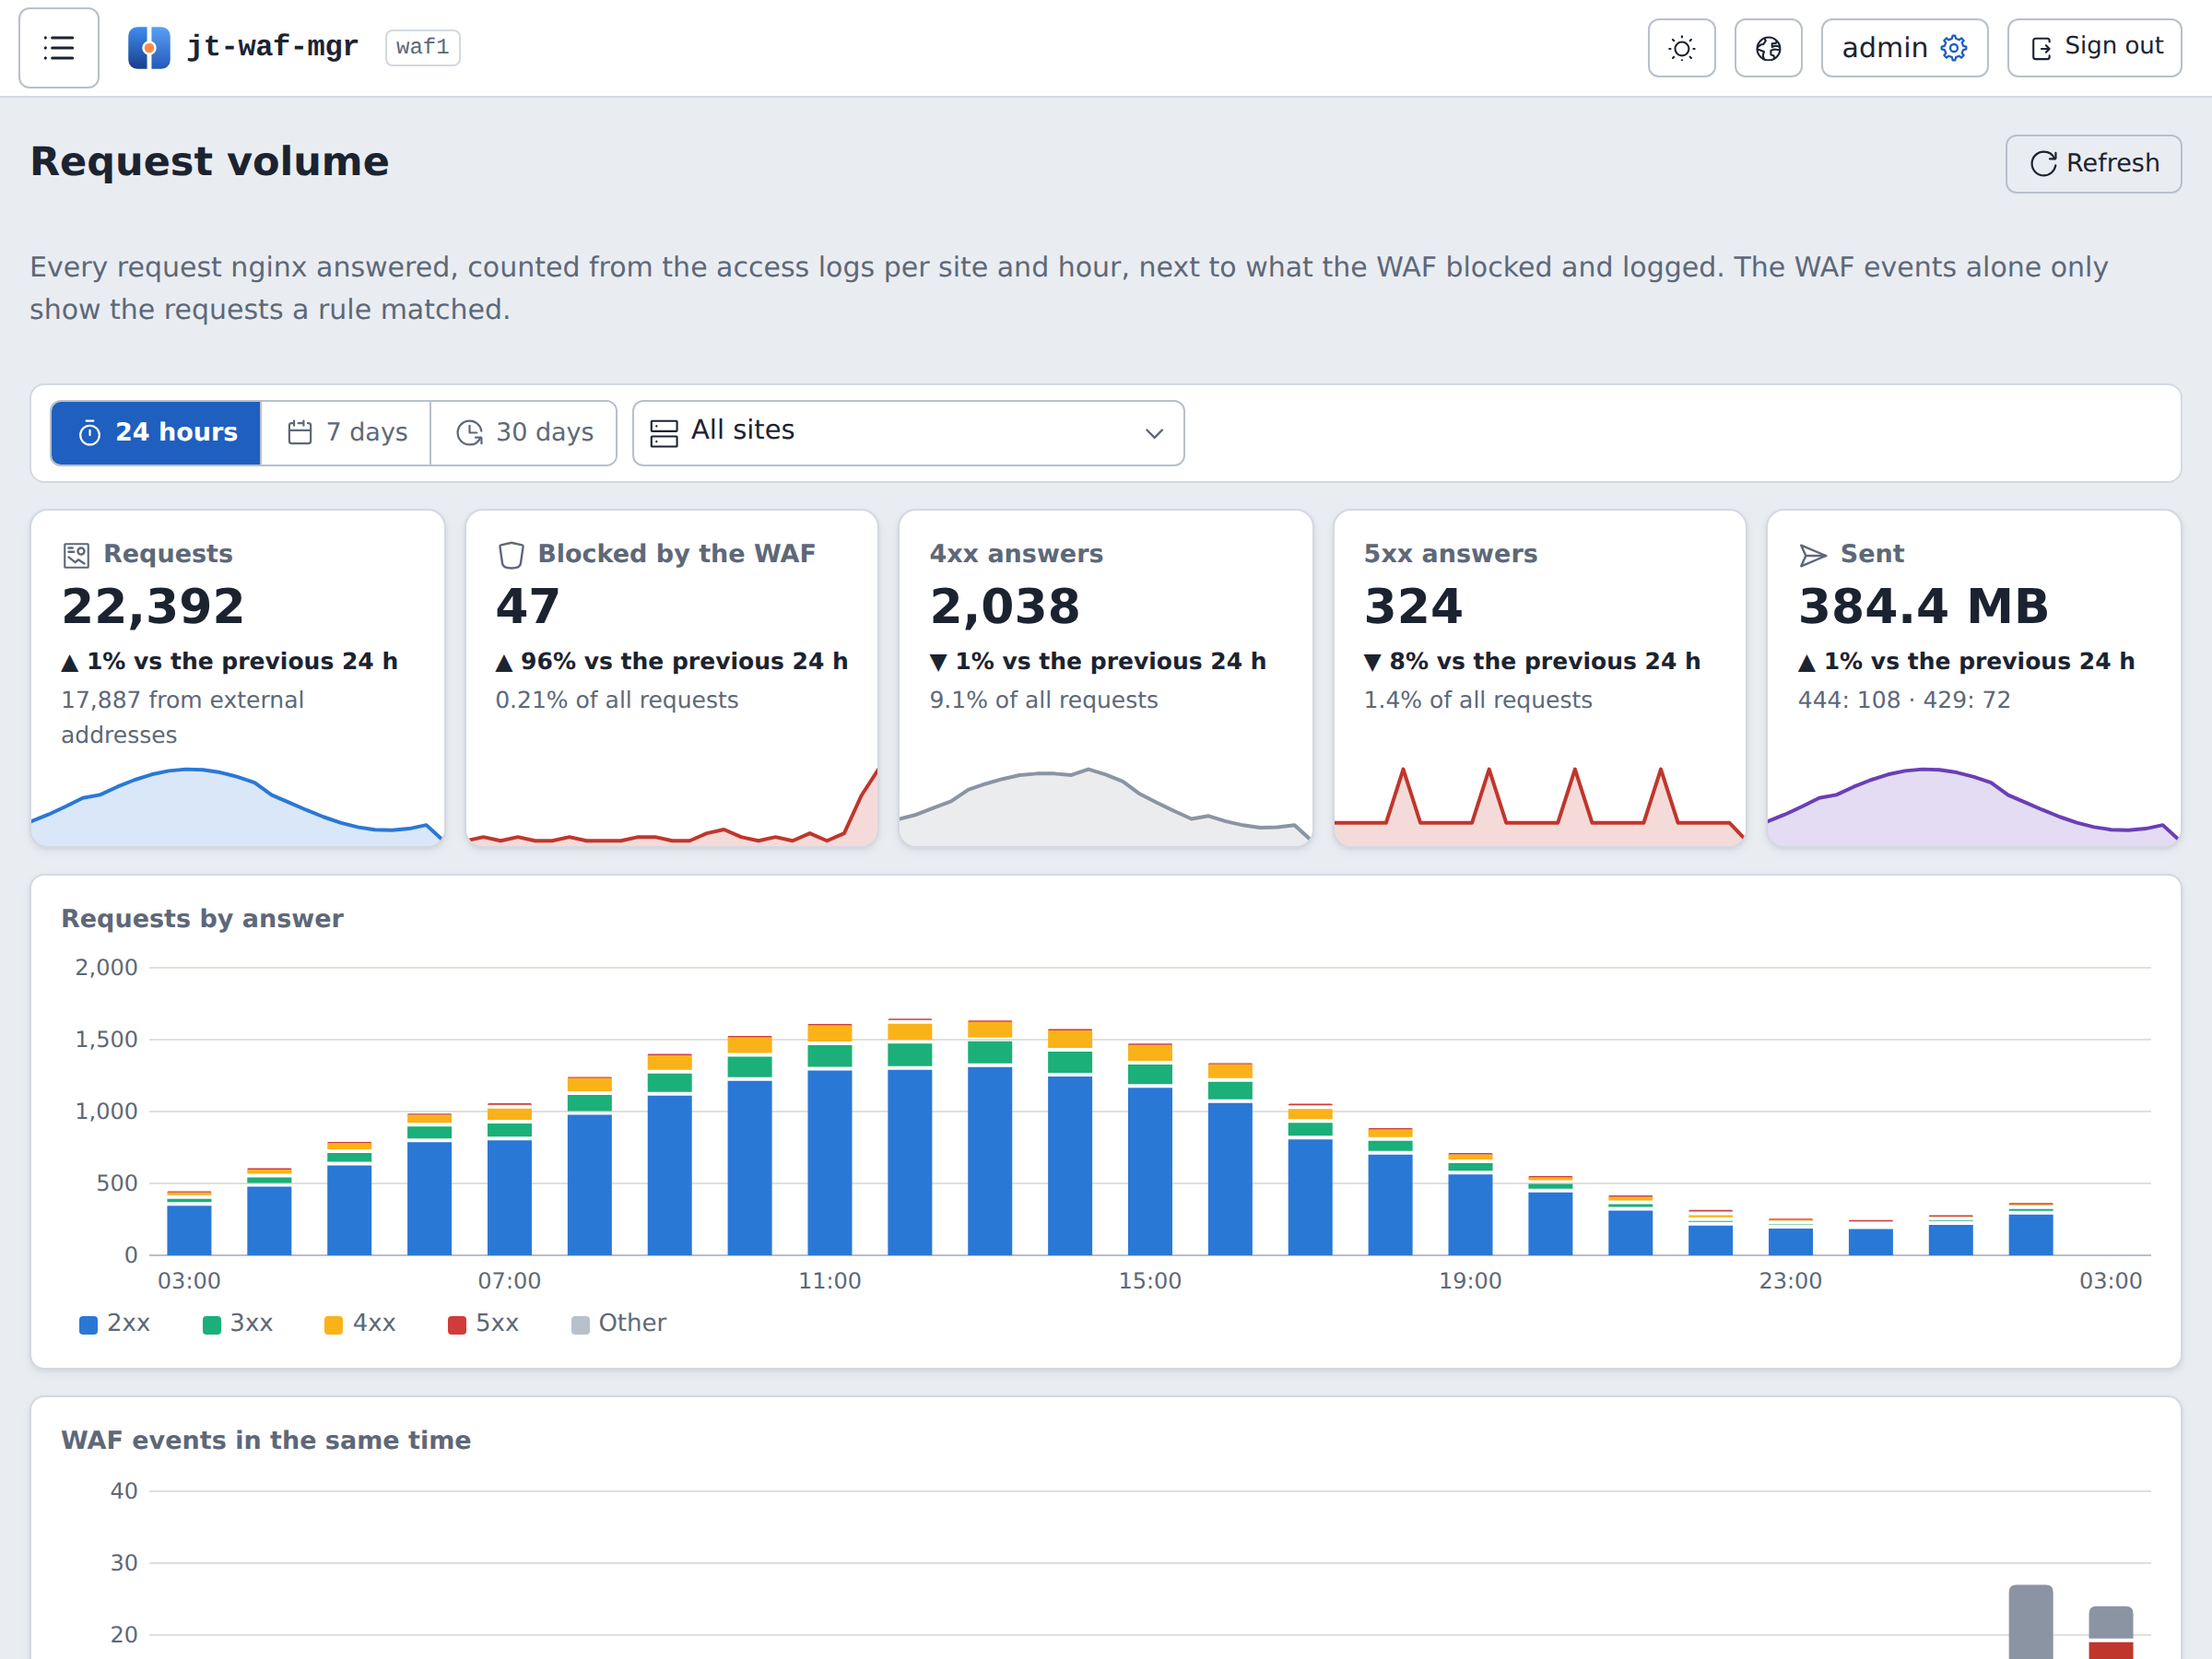 jt-waf-mgr waf1 admin Sign out
Request volume Refresh
Every request nginx answered, counted from the access logs per site and hour, next to what the WAF blocked and logged. The WAF events alone only
show the requests a rule matched.
24 hours 7 days 30 days All sites
Requests
22,392
▲ 1% vs the previous 24 h
17,887 from external
addresses
Blocked by the WAF
47
▲ 96% vs the previous 24 h
0.21% of all requests
4xx answers
2,038
▼ 1% vs the previous 24 h
9.1% of all requests
5xx answers
324
▼ 8% vs the previous 24 h
1.4% of all requests
Sent
384.4 MB
▲ 1% vs the previous 24 h
444: 108 · 429: 72
Requests by answer
2,000
1,500
1,000
500
0
03:00 07:00 11:00 15:00 19:00 23:00 03:00
2xx 3xx 4xx 5xx Other
WAF events in the same time
40
30
20